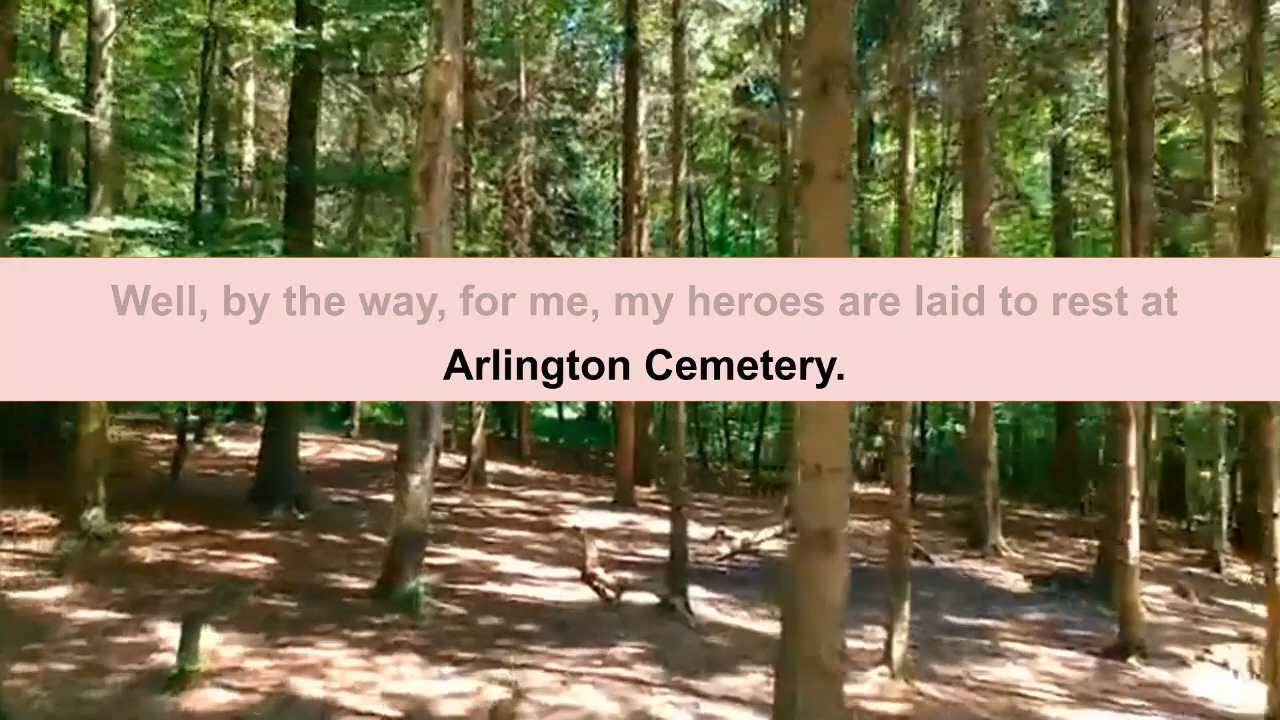 Well, by the way, for me, my heroes are laid to rest at
Arlington Cemetery.